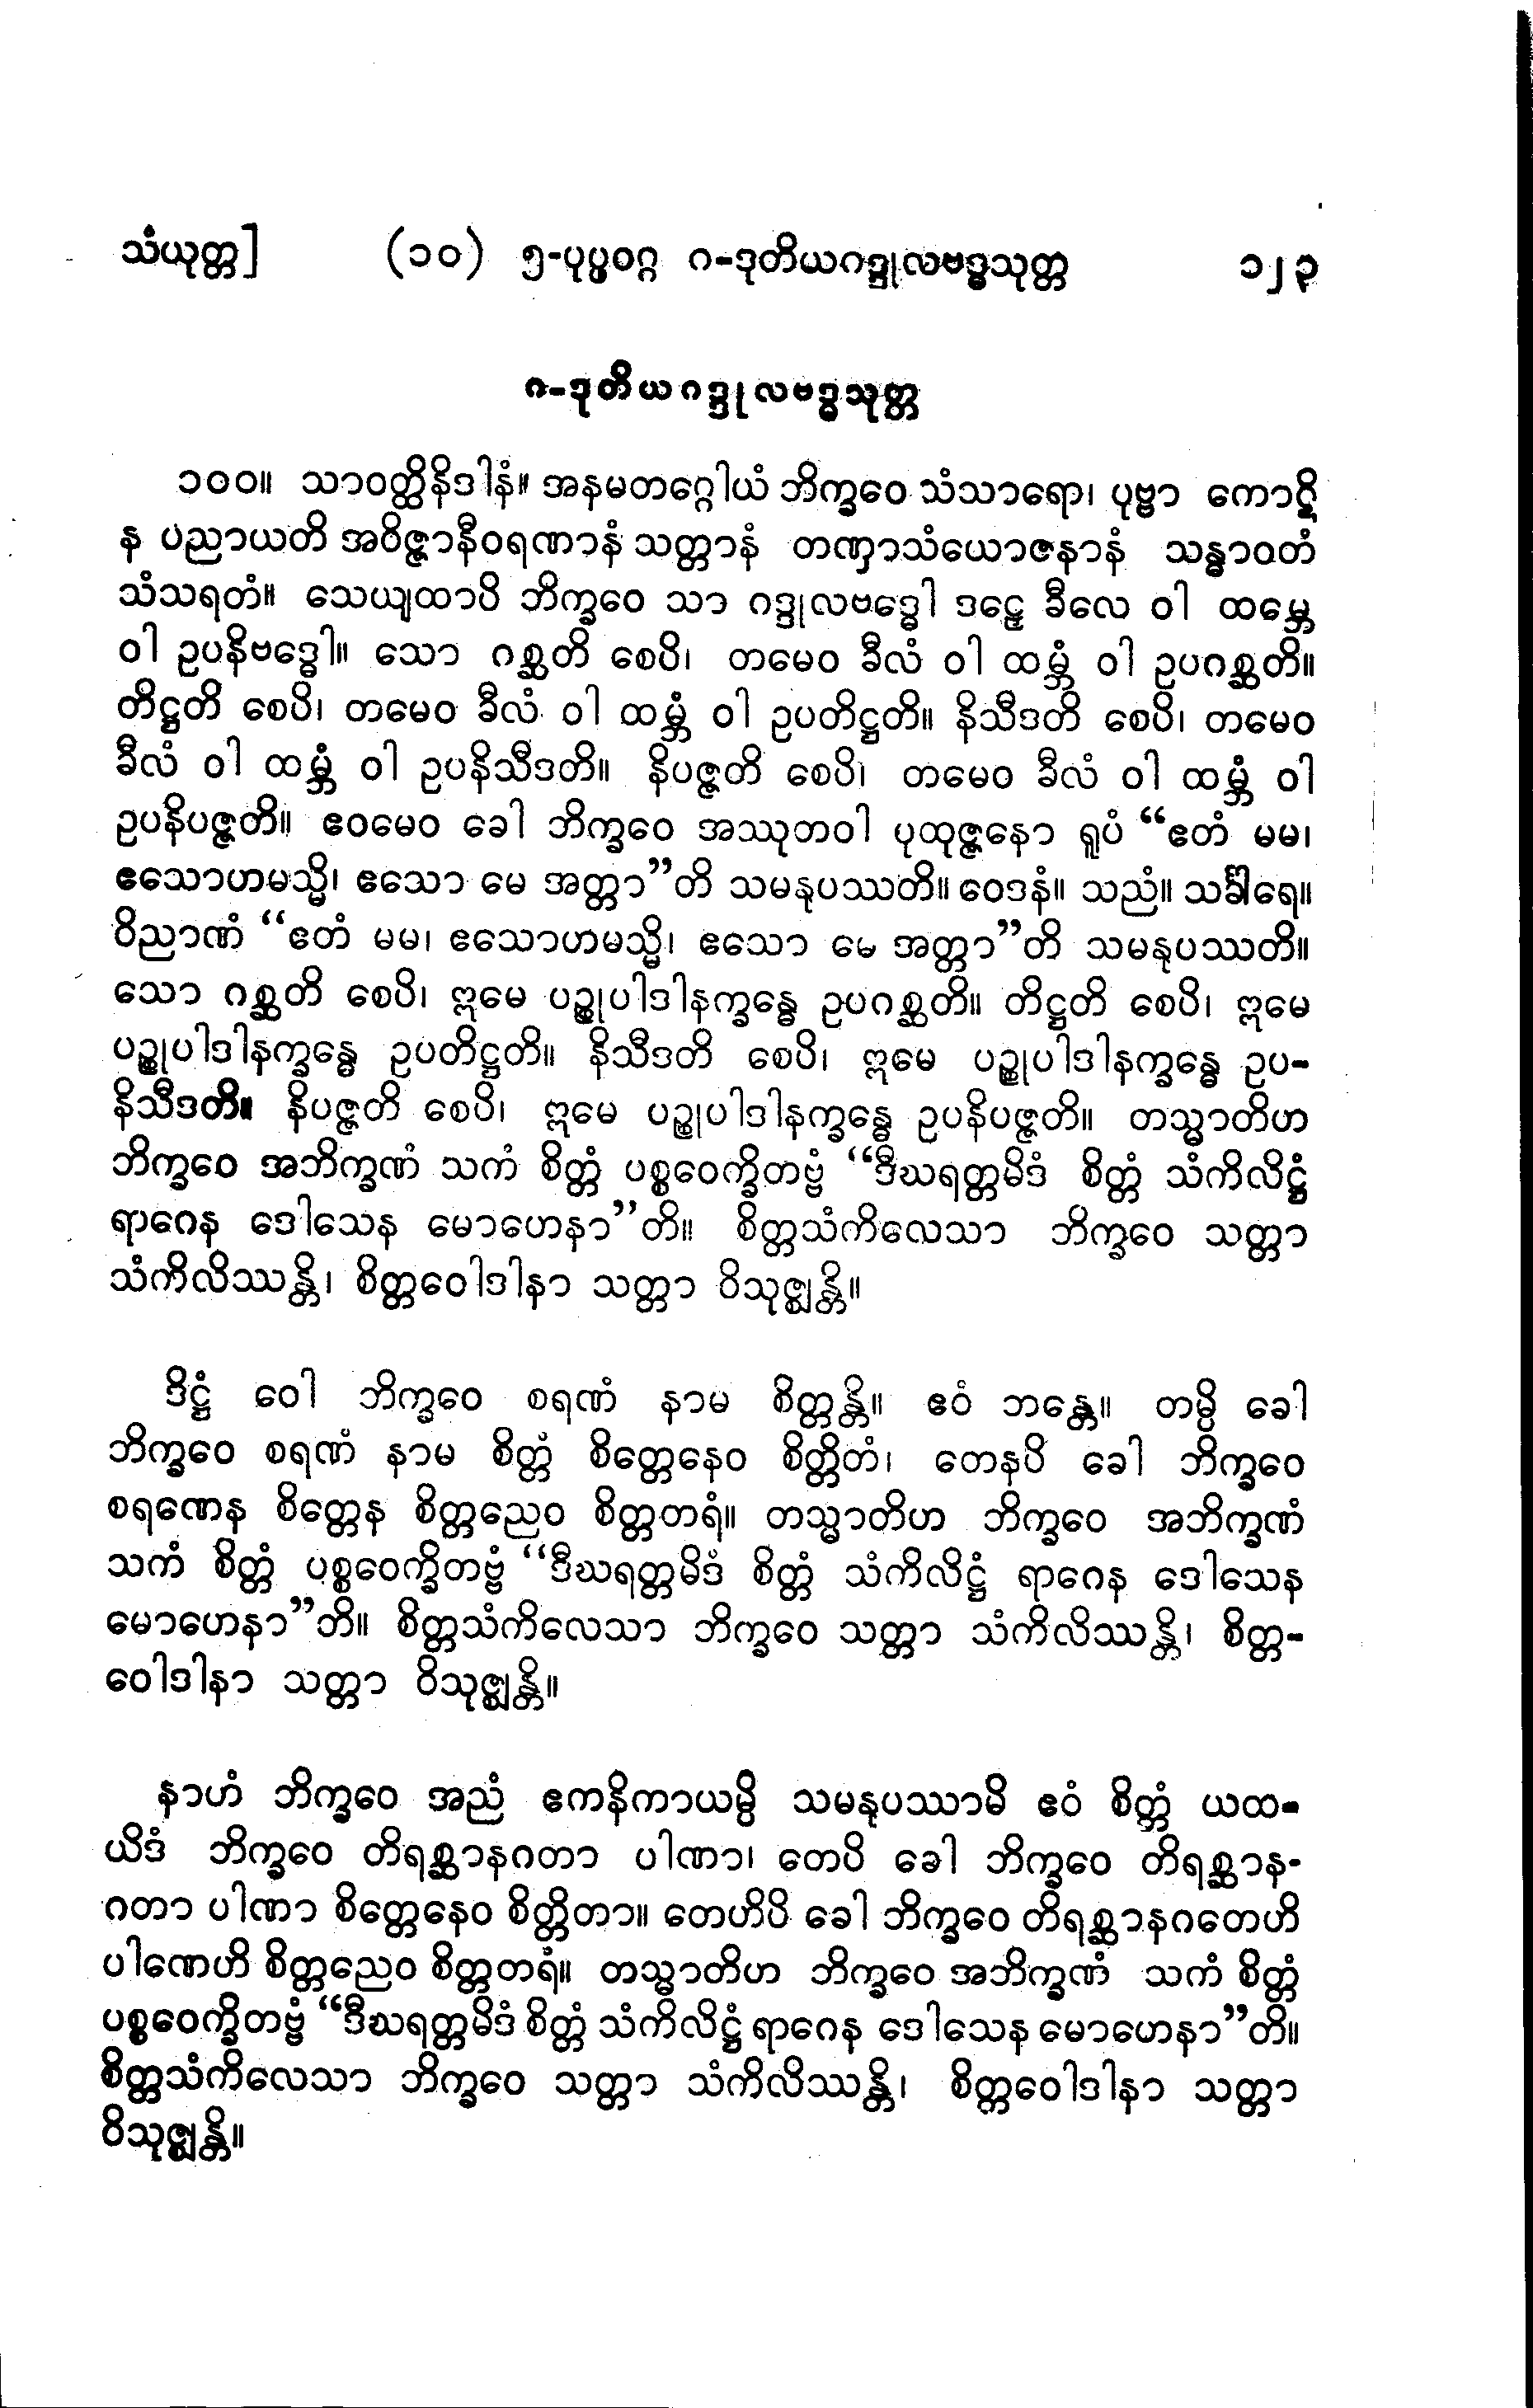 သံယုတ္တ]	(၁၀) ၅-ပုပ္ဖဝဂ္ဂ ဂ-ဒုတိယဂဒ္ဒုလဗဒ္ဓသုတ္တ	၁၂၃
ဂ-ဒုတိယဂဒ္ဒုလဗဒ္ဓသုတ္တ
၁၀၀။ သာဝတ္ထိနိဒါနံ။ အနမတဂ္ဂေါယံ ဘိက္ခဝေ သံသာရော၊ ပုဗ္ဗာ ကောဋိ
န ပညာယတိ အဝိဇ္ဇာနီဝရဏာနံ သတ္တာနံ တဏှာသံယောဇနာနံ သန္ဓာဝတံ
သံသရတံ။ သေယျထာပိ ဘိက္ခဝေ သာ ဂဒ္ဒုလဗဒ္ဓေါ ဒဠှေ ခီလေ ဝါ ထမ္ဘေ
ဝါ ဥပနိဗဒ္ဓေါ။ သော ဂစ္ဆတိ စေပိ၊ တမေဝ ခီလံ ဝါ ထမ္ဘံ ဝါ ဥပဂစ္ဆတိ။
တိဋ္ဌတိ စေပိ၊ တမေဝ ခီလံ ဝါ ထမ္ဘံ ဝါ ဥပတိဋ္ဌတိ။ နိသီဒတိ စေပိ၊ တမေဝ
ခီလံ ဝါ ထမ္ဘံ ဝါ ဥပနိသီဒတိ။ နိပဇ္ဇတိ စေပိ၊ တမေဝ ခီလံ ဝါ ထမ္ဘံ ဝါ
ဥပနိပဇ္ဇတိ။ ဧဝမေဝ ခေါ ဘိက္ခဝေ အဿုတဝါ ပုထုဇ္ဇနော ရူပံ “ဧတံ မမ၊
ဧသောဟမသ္မိ၊ ဧသော မေ အတ္တာ”တိ သမနုပဿတိ။ ဝေဒနံ။ သညံ။ သင်္ခါရေ။
ဝိညာဏံ “ဧတံ မမ၊ ဧသောဟမသ္မိ၊ ဧသော မေ အတ္တာ”တိ သမနုပဿတိ။
သော ဂစ္ဆတိ စေပိ၊ ဣမေ ပဉ္စုပါဒါနက္ခန္ဓေ ဥပဂစ္ဆတိ။ တိဋ္ဌတိ စေပိ၊ ဣမေ
ပဉ္စုပါဒါနက္ခန္ဓေ ဥပတိဋ္ဌတိ။ နိသီဒတိ စေပိ၊ ဣမေ ပဉ္စုပါဒါနက္ခန္ဓေ ဥပ-
နိသီဒတိ။ နိပဇ္ဇတိ စေပိ၊ ဣမေ ပဉ္စုပါဒါနက္ခန္ဓေ ဥပနိပဇ္ဇတိ။ တသ္မာတိဟ
ဘိက္ခဝေ အဘိက္ခဏံ သကံ စိတ္တံ ပစ္စဝေက္ခိတဗ္ဗံ “ဒီဃရတ္တမိဒံ စိတ္တံ သံကိလိဋ္ဌံ
ရာဂေန ဒေါသေန မောဟေနာ”တိ။ စိတ္တသံကိလေသာ ဘိက္ခဝေ သတ္တာ
သံကိလိဿန္တိ၊ စိတ္တဝေါဒါနာ သတ္တာ ဝိသုဇ္ဈန္တိ။
ဒိဋ္ဌံ ဝေါ ဘိက္ခဝေ စရဏံ နာမ စိတ္တန္တိ။ ဧဝံ ဘန္တေ။ တမ္ပိ ခေါ
ဘိက္ခဝေ စရဏံ နာမ စိတ္တံ စိတ္တေနေဝ စိတ္တိတံ၊ တေနပိ ခေါ ဘိက္ခဝေ
စရဏေန စိတ္တေန စိတ္တညေဝ စိတ္တတရံ။ တသ္မာတိဟ ဘိက္ခဝေ အဘိက္ခဏံ
သကံ စိတ္တံ ပစ္စဝေက္ခိတဗ္ဗံ “ဒီဃရတ္တမိဒံ စိတ္တံ သံကိလိဋ္ဌံ ရာဂေန ဒေါသေန
မောဟေနာ”တိ။ စိတ္တသံကိလေသာ ဘိက္ခဝေ သတ္တာ သံကိလိဿန္တိ၊ စိတ္တ-
ဝေါဒါနာ သတ္တာ ဝိသုဇ္ဈန္တိ။
နာဟံ ဘိက္ခဝေ အညံ ဧကနိကာယမ္ပိ သမနုပဿာမိ ဧဝံ စိတ္တံ ယထ-
ယိဒံ ဘိက္ခဝေ တိရစ္ဆာနဂတာ ပါဏာ၊ တေပိ ခေါ ဘိက္ခဝေ တိရစ္ဆာန-
ဂတာ ပါဏာ စိတ္တေနေဝ စိတ္တိတာ။ တေဟိပိ ခေါ ဘိက္ခဝေ တိရစ္ဆာနဂတေဟိ
ပါဏေဟိ စိတ္တညေဝ စိတ္တတရံ။ တသ္မာတိဟ ဘိက္ခဝေ အဘိက္ခဏံ သကံ စိတ္တံ
ပစ္စဝေက္ခိတဗ္ဗံ “ဒီဃရတ္တမိဒံ စိတ္တံ သံကိလိဋ္ဌံ ရာဂေန ဒေါသေန မောဟေနာ”တိ။
စိတ္တသံကိလေသာ ဘိက္ခဝေ သတ္တာ သံကိလိဿန္တိ၊ စိတ္တဝေါဒါနာ သတ္တာ
ဝိသုဇ္ဈန္တိ။